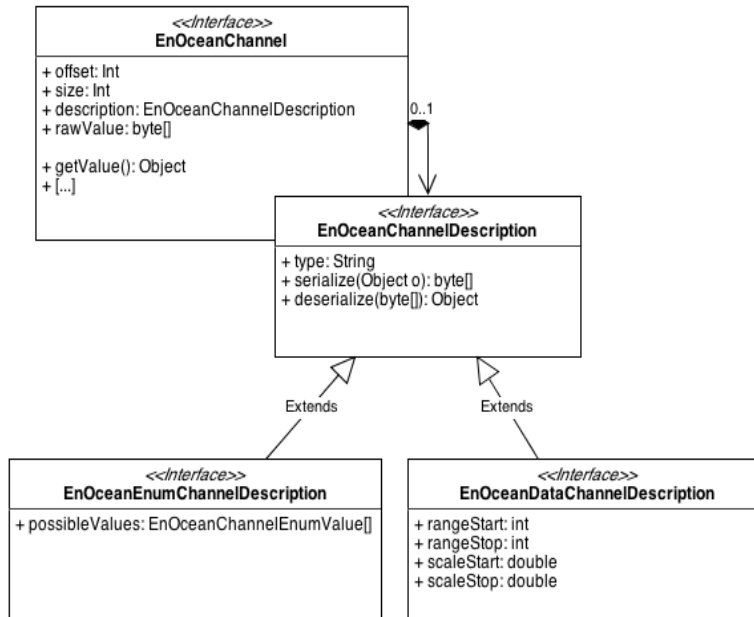 <<Interface>>
EnOceanChannel
+ offset: Int
+ size: Int
+ description: EnOceanChannelDescription
+ rawValue: byte[]
+ getValue(): Object
+ [...]
0..1
<<Interface>>
EnOceanChannelDescription
+ type: String
+ serialize(Object o): byte[]
+ deserialize(byte[]): Object
Extends
Extends
<<Interface>>
EnOceanEnumChannelDescription
+ possibleValues: EnOceanChannelEnumValue[]
<<Interface>>
EnOceanDataChannelDescription
+ rangeStart: int
+ rangeStop: int
+ scaleStart: double
+ scaleStop: double